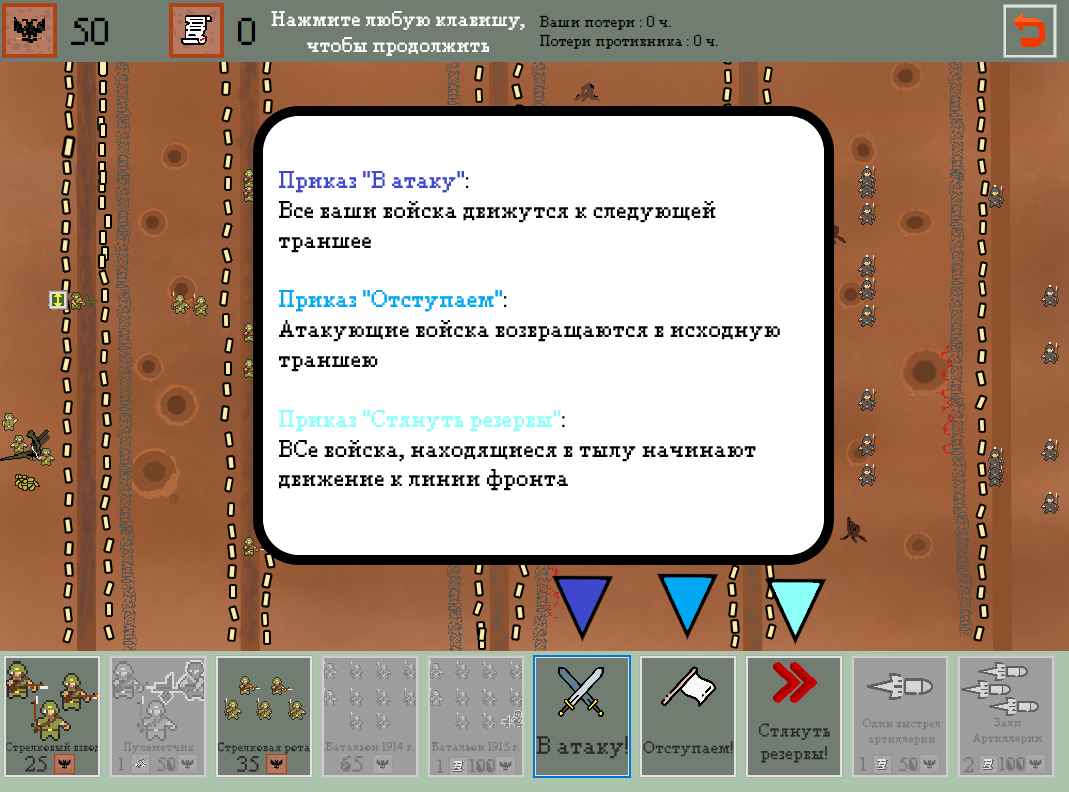 50
0
Нажмите любую клавишу,
чтобы продолжить
Ваши потери : 0 ч.
Потери противника : 0 ч.
Приказ "В атаку":
Все ваши войска движутся к следующей
траншее
Приказ "Отступаем":
Атакующие войска возвращаются в исходную
траншею
Приказ "Стянуть резервы":
ВСе войска, находящиеся в тылу начинают
движение к линии фронта
Стрелковый взвод
25
Пулеметчик
1 50
Стрелковая рота
35
Батальон 1914 г.
65
Батальон 1915 г.
1 100
В атаку!
Отступаем!
Стянуть
резервы!
Один выстрел
артиллерии
1 50
Залп
Артиллерии
2 100